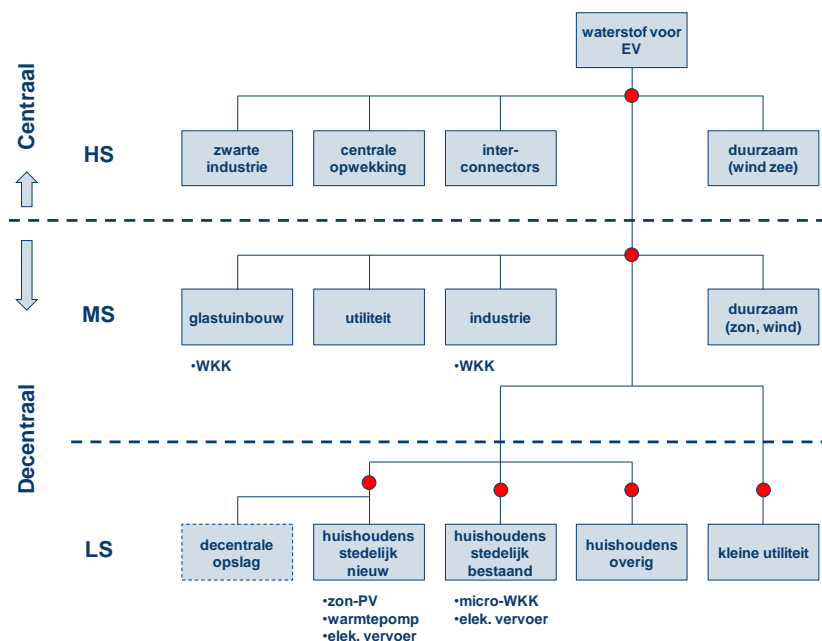 waterstof voor
EV
Centraal
HS
zwarte
industrie
centrale
opwekking
inter-
connectors
duurzaam
(wind zee)
MS
glastuinbouw
utiliteit
industrie
duurzaam
(zon, wind)
•WKK
•WKK
Decentraal
LS
decentrale
opslag
huishoudens
stedelijk
nieuw
huishoudens
stedelijk
bestaand
huishoudens
overig
kleine utiliteit
•zon-PV
•warmtepomp
•elek. vervoer
•micro-WKK
•elek. vervoer